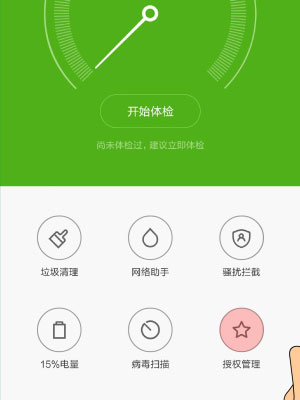 开始体检
尚未体检过，建议立即体检
垃圾清理
网络助手
骚扰拦截
15%电量
病毒扫描
授权管理